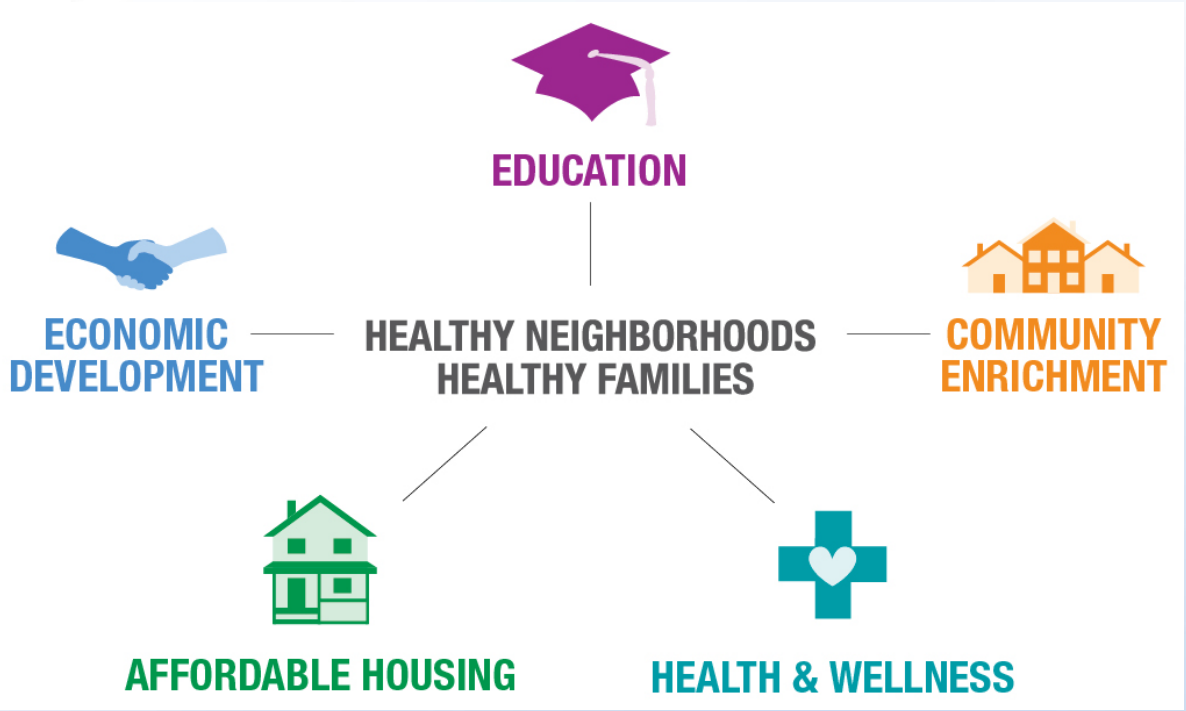 EDUCATION
ECONOMIC
DEVELOPMENT
HEALTHY NEIGHBORHOODS
HEALTHY FAMILIES
COMMUNITY
ENRICHMENT
AFFORDABLE HOUSING
HEALTH & WELLNESS